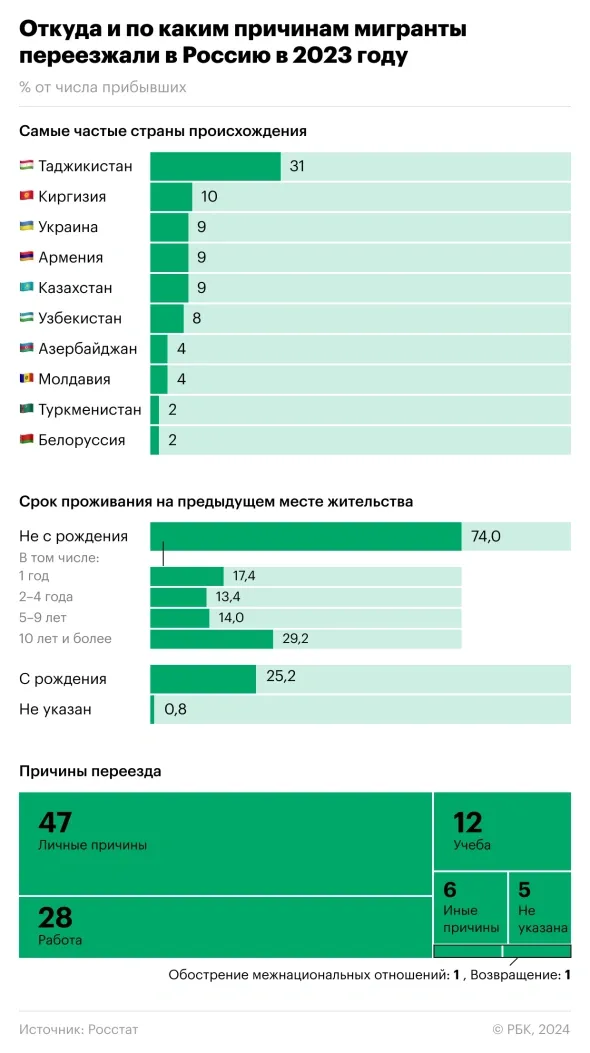 Откуда и по каким причинам мигранты
переезжали в Россию в 2023 году
% от числа прибывших
Самые частые страны происхождения
Таджикистан 31
Киргизия 10
Украина 9
Армения 9
Казахстан 9
Узбекистан 8
Азербайджан 4
Молдавия 4
Туркменистан 2
Белоруссия 2
Срок проживания на предыдущем месте жительства
Не с рождения 74,0
В том числе:
1 год 17,4
2–4 года 13,4
5–9 лет 14,0
10 лет и более 29,2
С рождения 25,2
Не указан 0,8
Причины переезда
47
Личные причины
12
Учеба
28
Работа
6
Иные
причины
5
Не
указана
Обострение межнациональных отношений: 1 , Возвращение: 1
Источник: Росстат © РБК, 2024